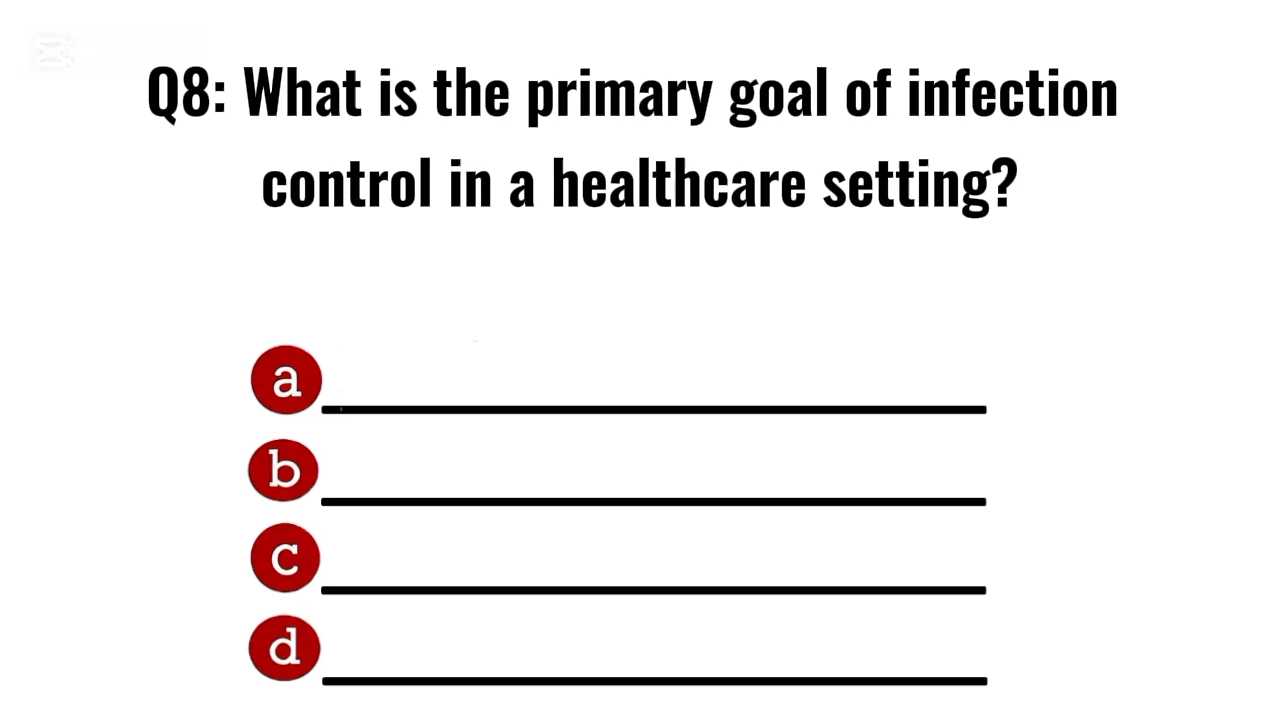 Q8: What is the primary goal of infection
control in a healthcare setting?
a
b
c
d